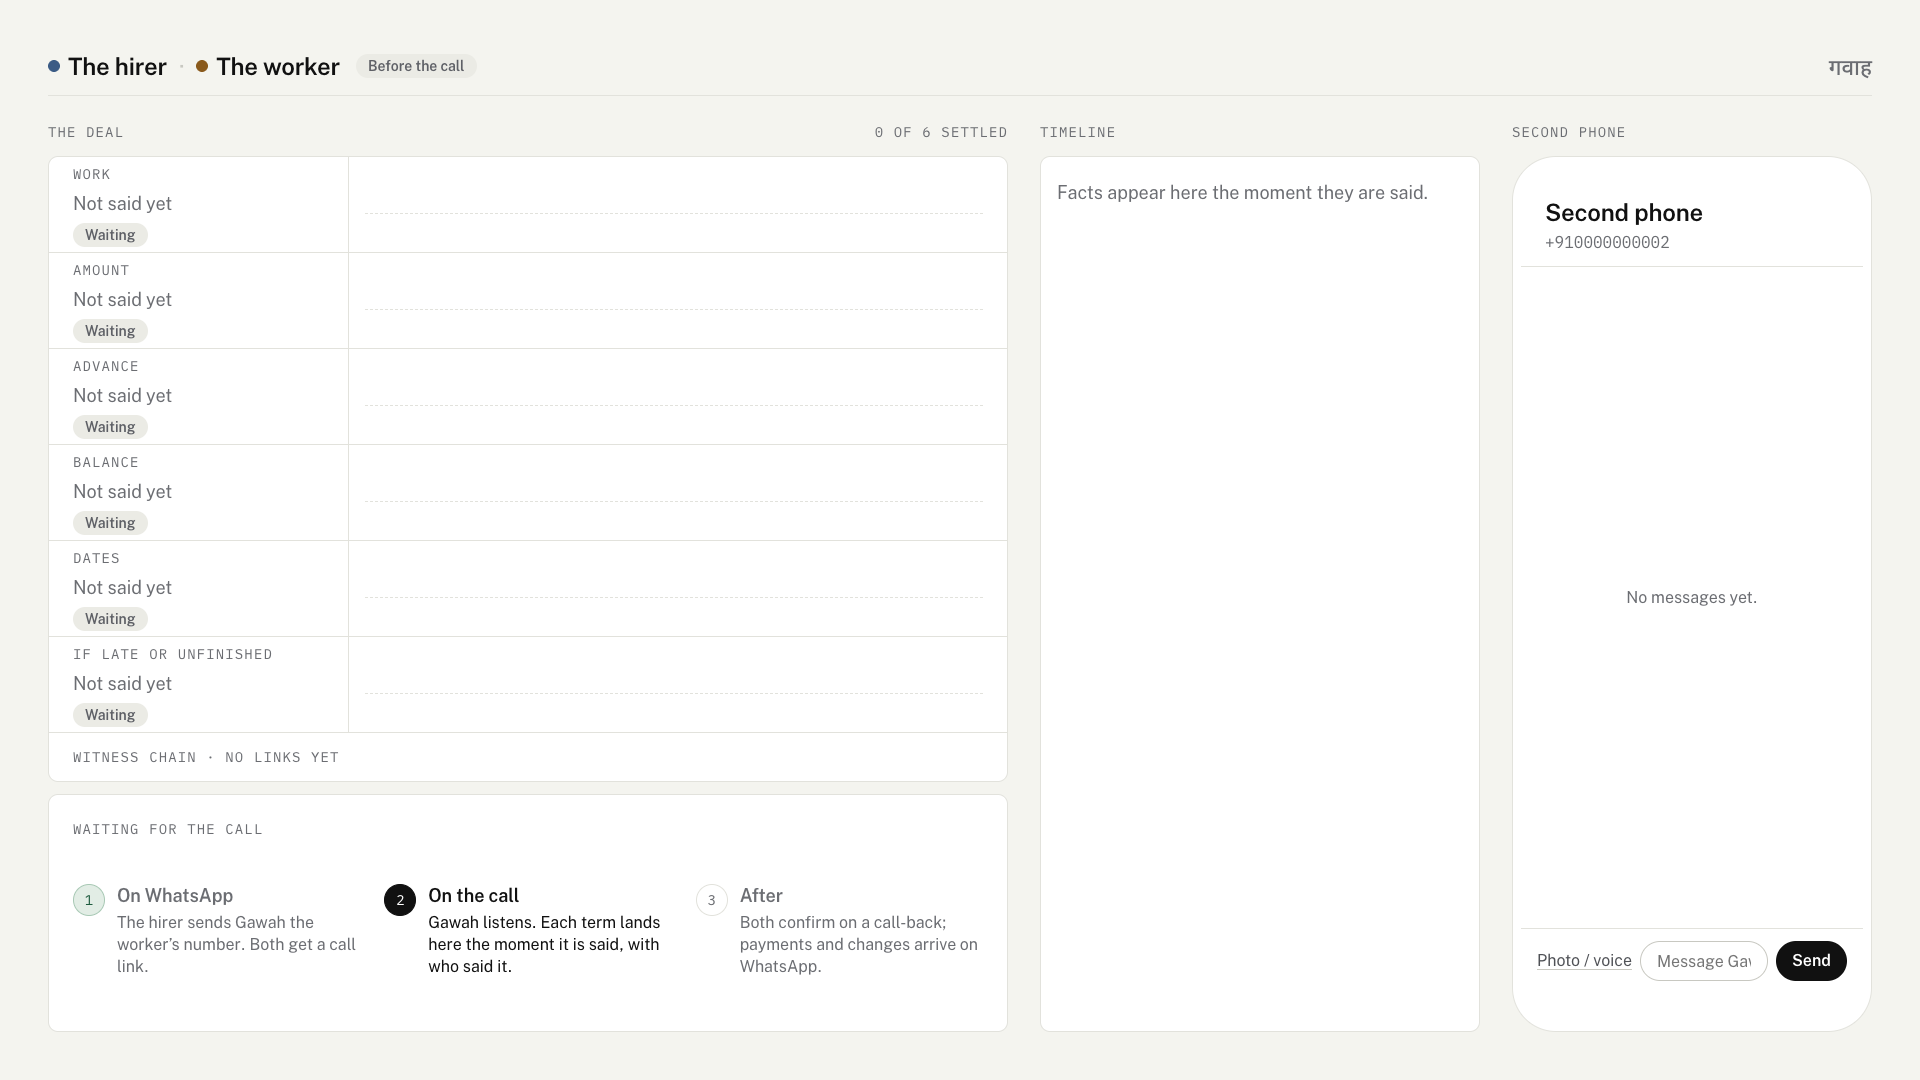 The hirer · The worker Before the call
गवाह
THE DEAL 0 OF 6 SETTLED
WORK
Not said yet
Waiting
AMOUNT
Not said yet
Waiting
ADVANCE
Not said yet
Waiting
BALANCE
Not said yet
Waiting
DATES
Not said yet
Waiting
IF LATE OR UNFINISHED
Not said yet
Waiting
WITNESS CHAIN · NO LINKS YET
WAITING FOR THE CALL
1 On WhatsApp
The hirer sends Gawah the
worker’s number. Both get a call
link.
2 On the call
Gawah listens. Each term lands
here the moment it is said, with
who said it.
3 After
Both confirm on a call-back;
payments and changes arrive on
WhatsApp.
TIMELINE
Facts appear here the moment they are said.
SECOND PHONE
Second phone
+910000000002
No messages yet.
Photo / voice Message Send